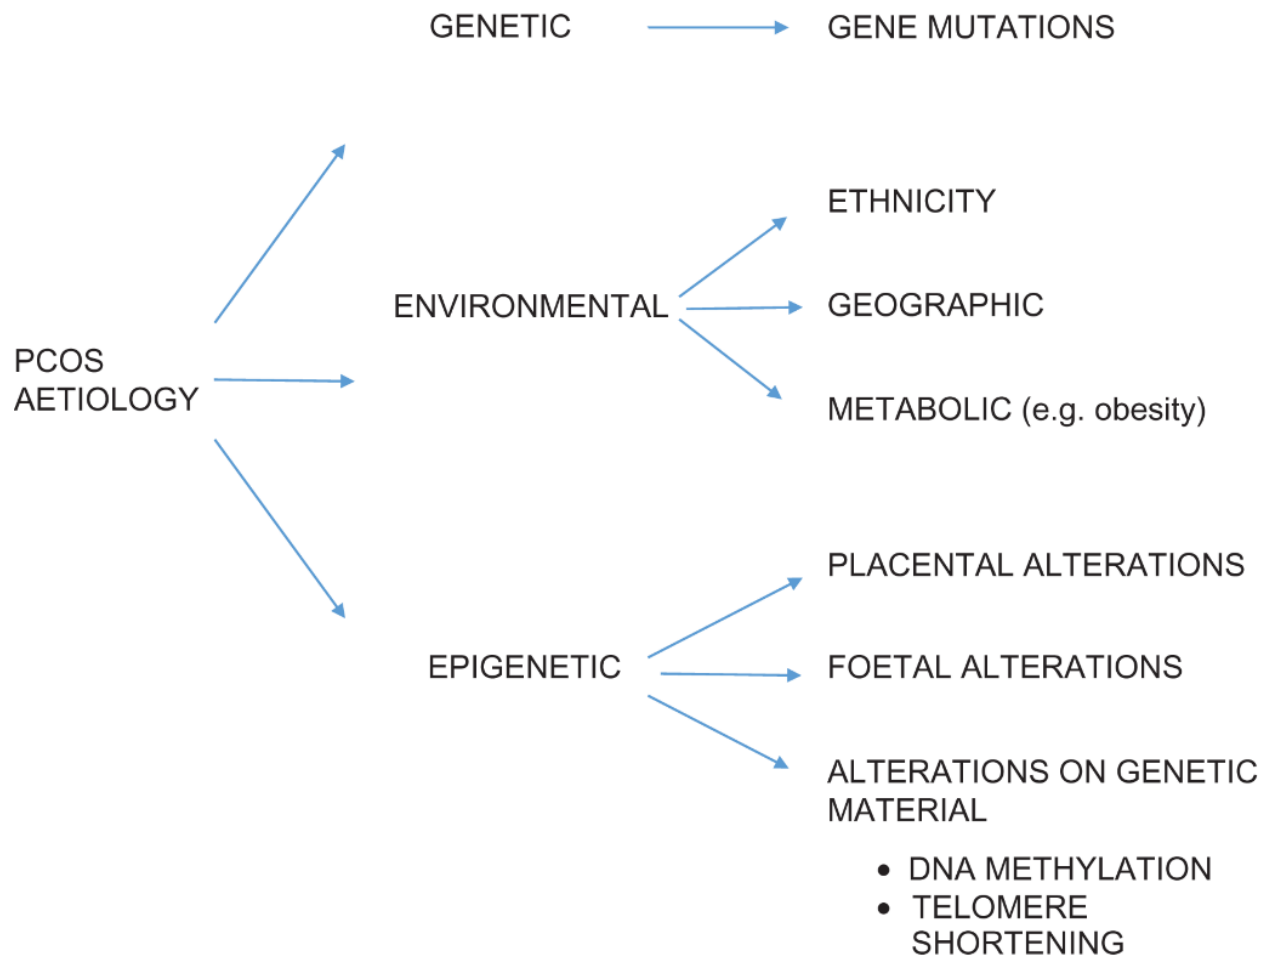 GENETIC
GENE MUTATIONS
PCOS
AETIOLOGY
ENVIRONMENTAL
ETHNICITY
GEOGRAPHIC
METABOLIC (e.g. obesity)
EPIGENETIC
PLACENTAL ALTERATIONS
FOETAL ALTERATIONS
ALTERATIONS ON GENETIC
MATERIAL
• DNA METHYLATION
• TELOMERE
SHORTENING